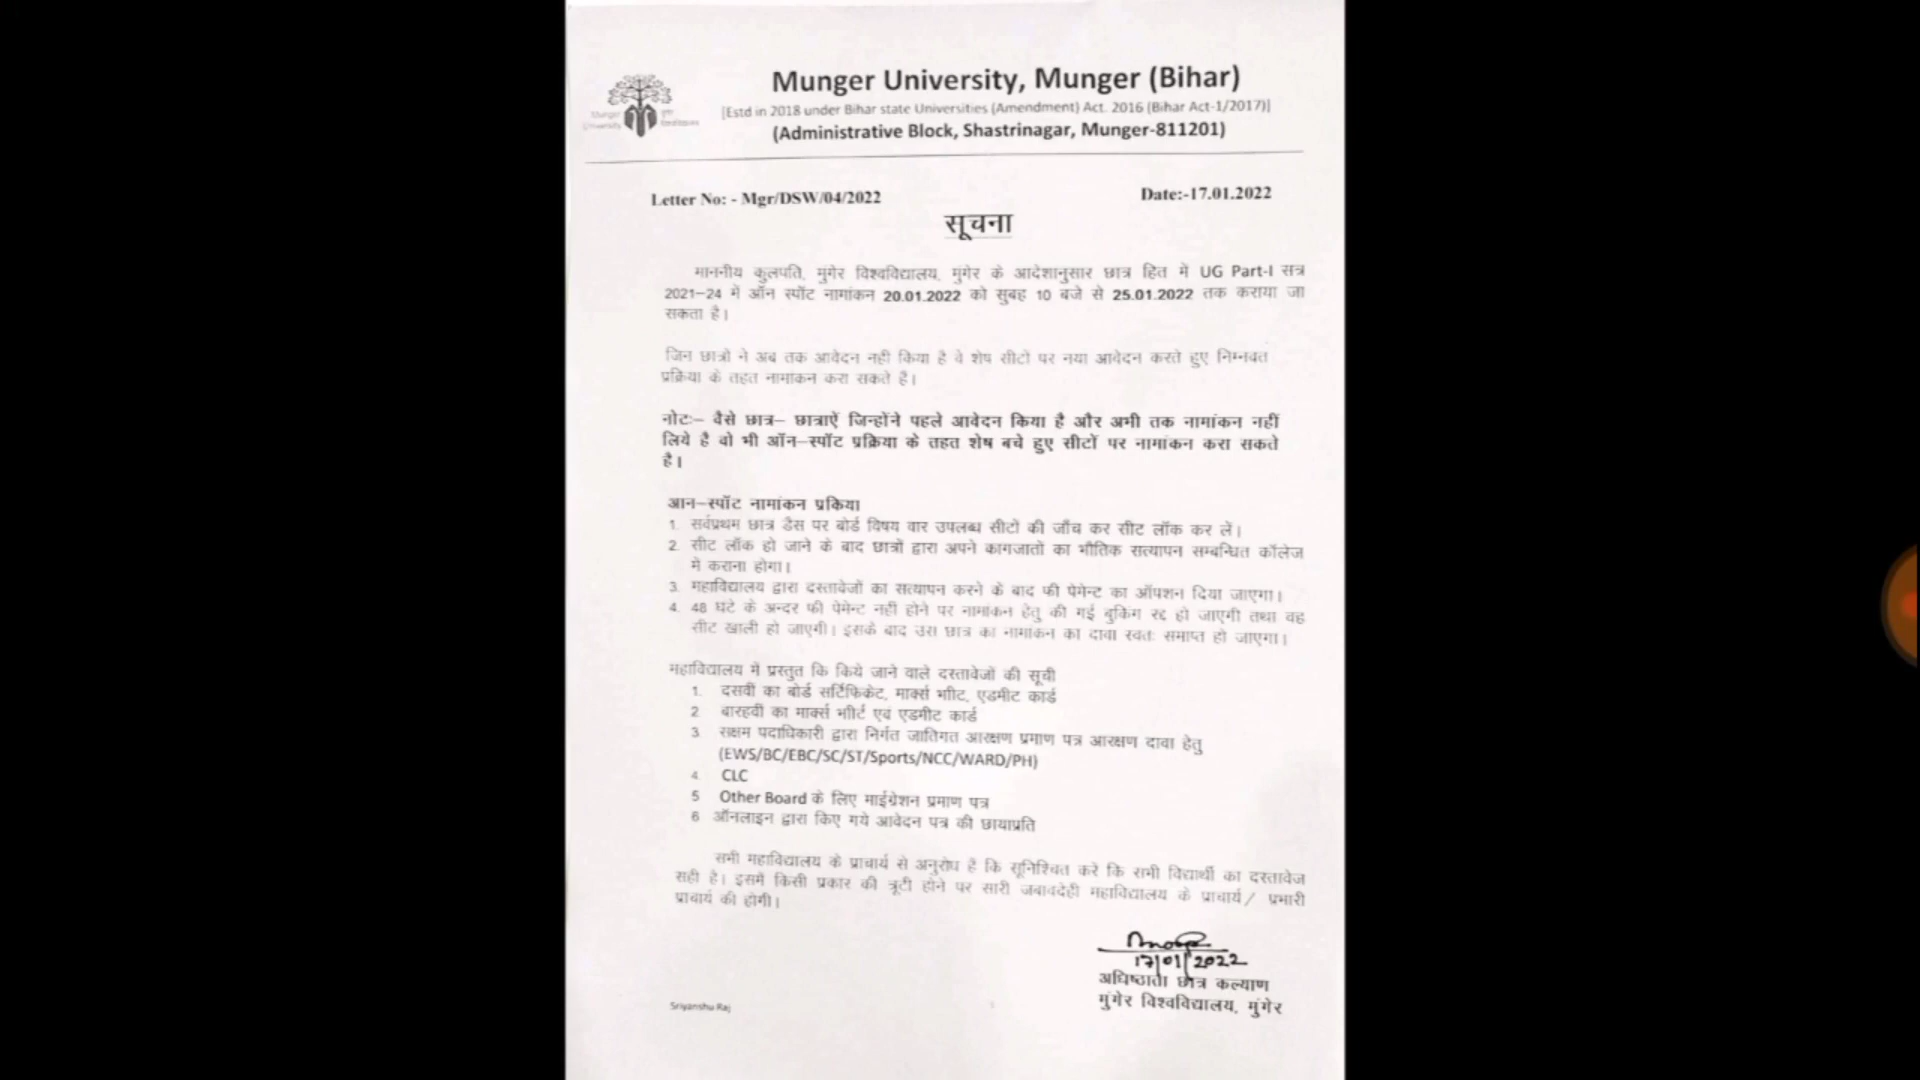 Munger University
Munger University, Munger (Bihar)
[Estd in 2018 under Bihar state Universities (Amendment) Act. 2016 (Bihar Act-1/2017)]
(Administrative Block, Shastrinagar, Munger-811201)
Letter No: - Mgr/DSW/04/2022
Date:-17.01.2022
सूचना
माननीय कुलपति, मुंगेर विश्वविद्यालय, मुंगेर के आदेशानुसार छात्र हित में UG Part-I सत्र
2021–24 में ऑन स्पॉट नामांकन 20.01.2022 को सुबह 10 बजे से 25.01.2022 तक कराया जा
सकता है।
जिन छात्रो ने अब तक आवेदन नही किया है वे शेष सीटों पर नया आवेदन करते हुए निम्नवत
प्रक्रिया के तहत नामांकन करा सकते है।
नोटः– वैसे छात्र– छात्राऐं जिन्होंने पहले आवेदन किया है और अभी तक नामांकन नहीं
लिये है वो भी ऑन–स्पॉट प्रक्रिया के तहत शेष बचे हुए सीटों पर नामांकन करा सकते
है।
आन–स्पॉट नामांकन प्रकिया
1. सर्वप्रथम छात्र डैस पर बोर्ड विषय वार उपलब्ध सीटों की जाँच कर सीट लॉक कर लें।
2. सीट लॉक हो जाने के बाद छात्रों द्वारा अपने कागजातों का भौतिक सत्यापन सम्बन्धित कॉलेज
में कराना होगा।
3. महाविद्यालय द्वारा दस्तावेजों का सत्यापन करने के बाद फी पेमेन्ट का ऑपशन दिया जाएगा।
4. 48 घंटे के अन्दर फी पेमेन्ट नहीं होने पर नामांकन हेतु की गई बुकिंग रद्द हो जाएगी तथा वह
सीट खाली हो जाएगी। इसके बाद उस छात्र का नामांकन का दावा स्वतः समाप्त हो जाएगा।
महाविद्यालय में प्रस्तुत कि किये जाने वाले दस्तावेजों की सूची
1. दसवी का बोर्ड सर्टिफिकेट, मार्क्स भाीट, एडमीट कार्ड
2 बारहवी का मार्क्स भाीर्ट एवं एडमीट कार्ड
3. सक्षम पदाधिकारी द्वारा निर्गत जातिगत आरक्षण प्रमाण पत्र आरक्षण दावा हेतु
(EWS/BC/EBC/SC/ST/Sports/NCC/WARD/PH)
4. CLC
5 Other Board के लिए माईग्रेशन प्रमाण पत्र
6 ऑनलाइन द्वारा किए गये आवेदन पत्र की छायाप्रति
सभी महाविद्यालय के प्राचार्य से अनुरोध है कि सूनिश्चित करे कि सभी विद्यार्थी का दस्तावेज
सही है। इसमें किसी प्रकार की त्रूटी होने पर सारी जबावदेही महाविद्यालय के प्राचार्य/ प्रभारी
प्राचार्य की होगी।
17/01/2022
अधिष्ठाता छात्र कल्याण
मुंगेर विश्वविद्यालय, मुंगेर
Sriyanshu Raj